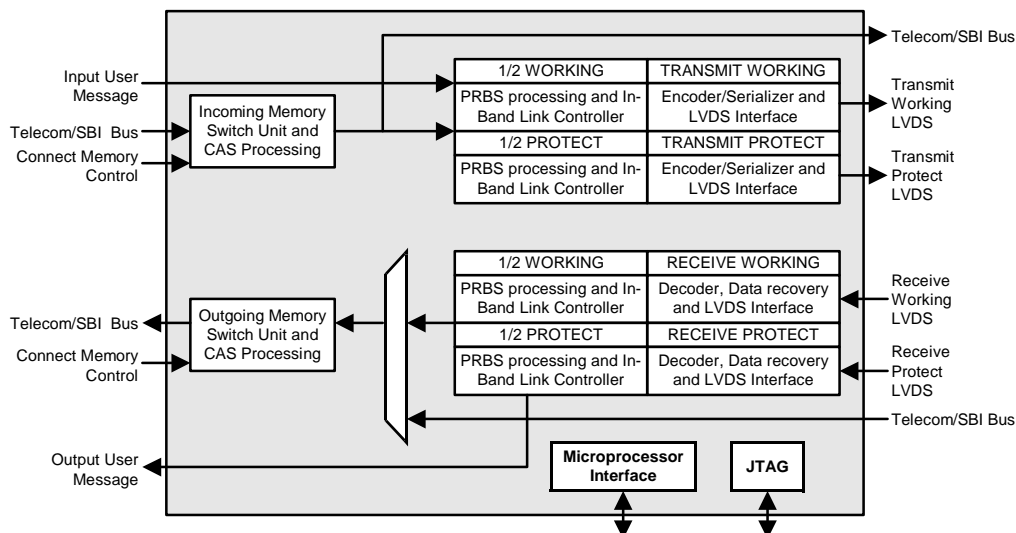 Telecom/SBI Bus
Input User
Message
1/2 WORKING
TRANSMIT WORKING
PRBS processing and In-
Band Link Controller
Encoder/Serializer and
LVDS Interface
Transmit
Working
LVDS
Incoming Memory
Switch Unit and
CAS Processing
Telecom/SBI Bus
Connect Memory
Control
1/2 PROTECT
TRANSMIT PROTECT
PRBS processing and In-
Band Link Controller
Encoder/Serializer and
LVDS Interface
Transmit
Protect
LVDS
1/2 WORKING
RECEIVE WORKING
PRBS processing and In-
Band Link Controller
Decoder, Data recovery
and LVDS Interface
Receive
Working
LVDS
Outgoing Memory
Switch Unit and
CAS Processing
Telecom/SBI Bus
Connect Memory
Control
1/2 PROTECT
RECEIVE PROTECT
PRBS processing and In-
Band Link Controller
Decoder, Data recovery
and LVDS Interface
Receive
Protect
LVDS
Telecom/SBI Bus
Output User
Message
Microprocessor
Interface
JTAG